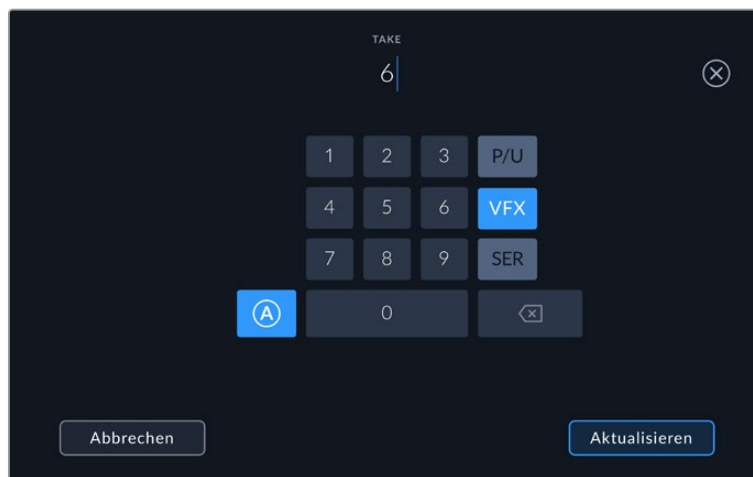 TAKE
6
1 2 3 P/U
4 5 6 VFX
7 8 9 SER
A 0
Abbrechen Aktualisieren